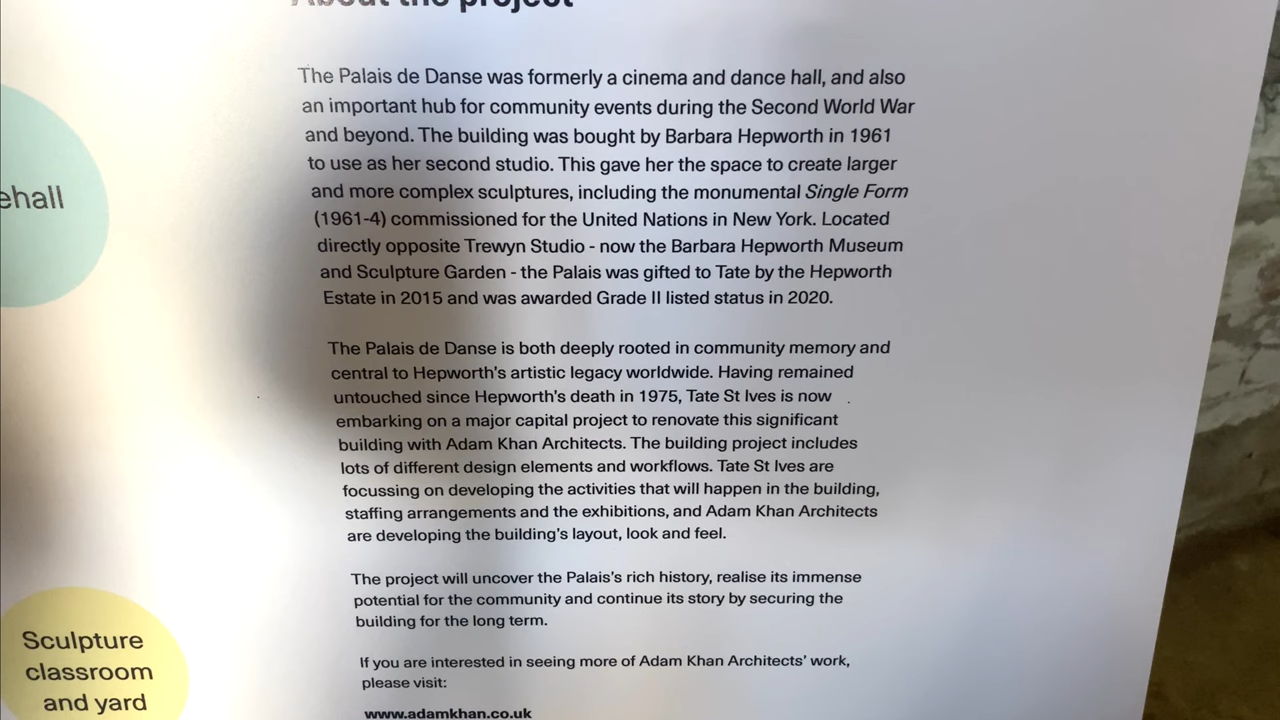 About the project
The Palais de Danse was formerly a cinema and dance hall, and also
an important hub for community events during the Second World War
and beyond. The building was bought by Barbara Hepworth in 1961
to use as her second studio. This gave her the space to create larger
and more complex sculptures, including the monumental Single Form
(1961-4) commissioned for the United Nations in New York. Located
directly opposite Trewyn Studio - now the Barbara Hepworth Museum
and Sculpture Garden - the Palais was gifted to Tate by the Hepworth
Estate in 2015 and was awarded Grade II listed status in 2020.
The Palais de Danse is both deeply rooted in community memory and
central to Hepworth's artistic legacy worldwide. Having remained
untouched since Hepworth's death in 1975, Tate St Ives is now
embarking on a major capital project to renovate this significant
building with Adam Khan Architects. The building project includes
lots of different design elements and workflows. Tate St Ives are
focussing on developing the activities that will happen in the building,
staffing arrangements and the exhibitions, and Adam Khan Architects
are developing the building's layout, look and feel.
The project will uncover the Palais's rich history, realise its immense
potential for the community and continue its story by securing the
building for the long term.
If you are interested in seeing more of Adam Khan Architects' work,
please visit:
www.adamkhan.co.uk
ehall
Sculpture
classroom
and yard